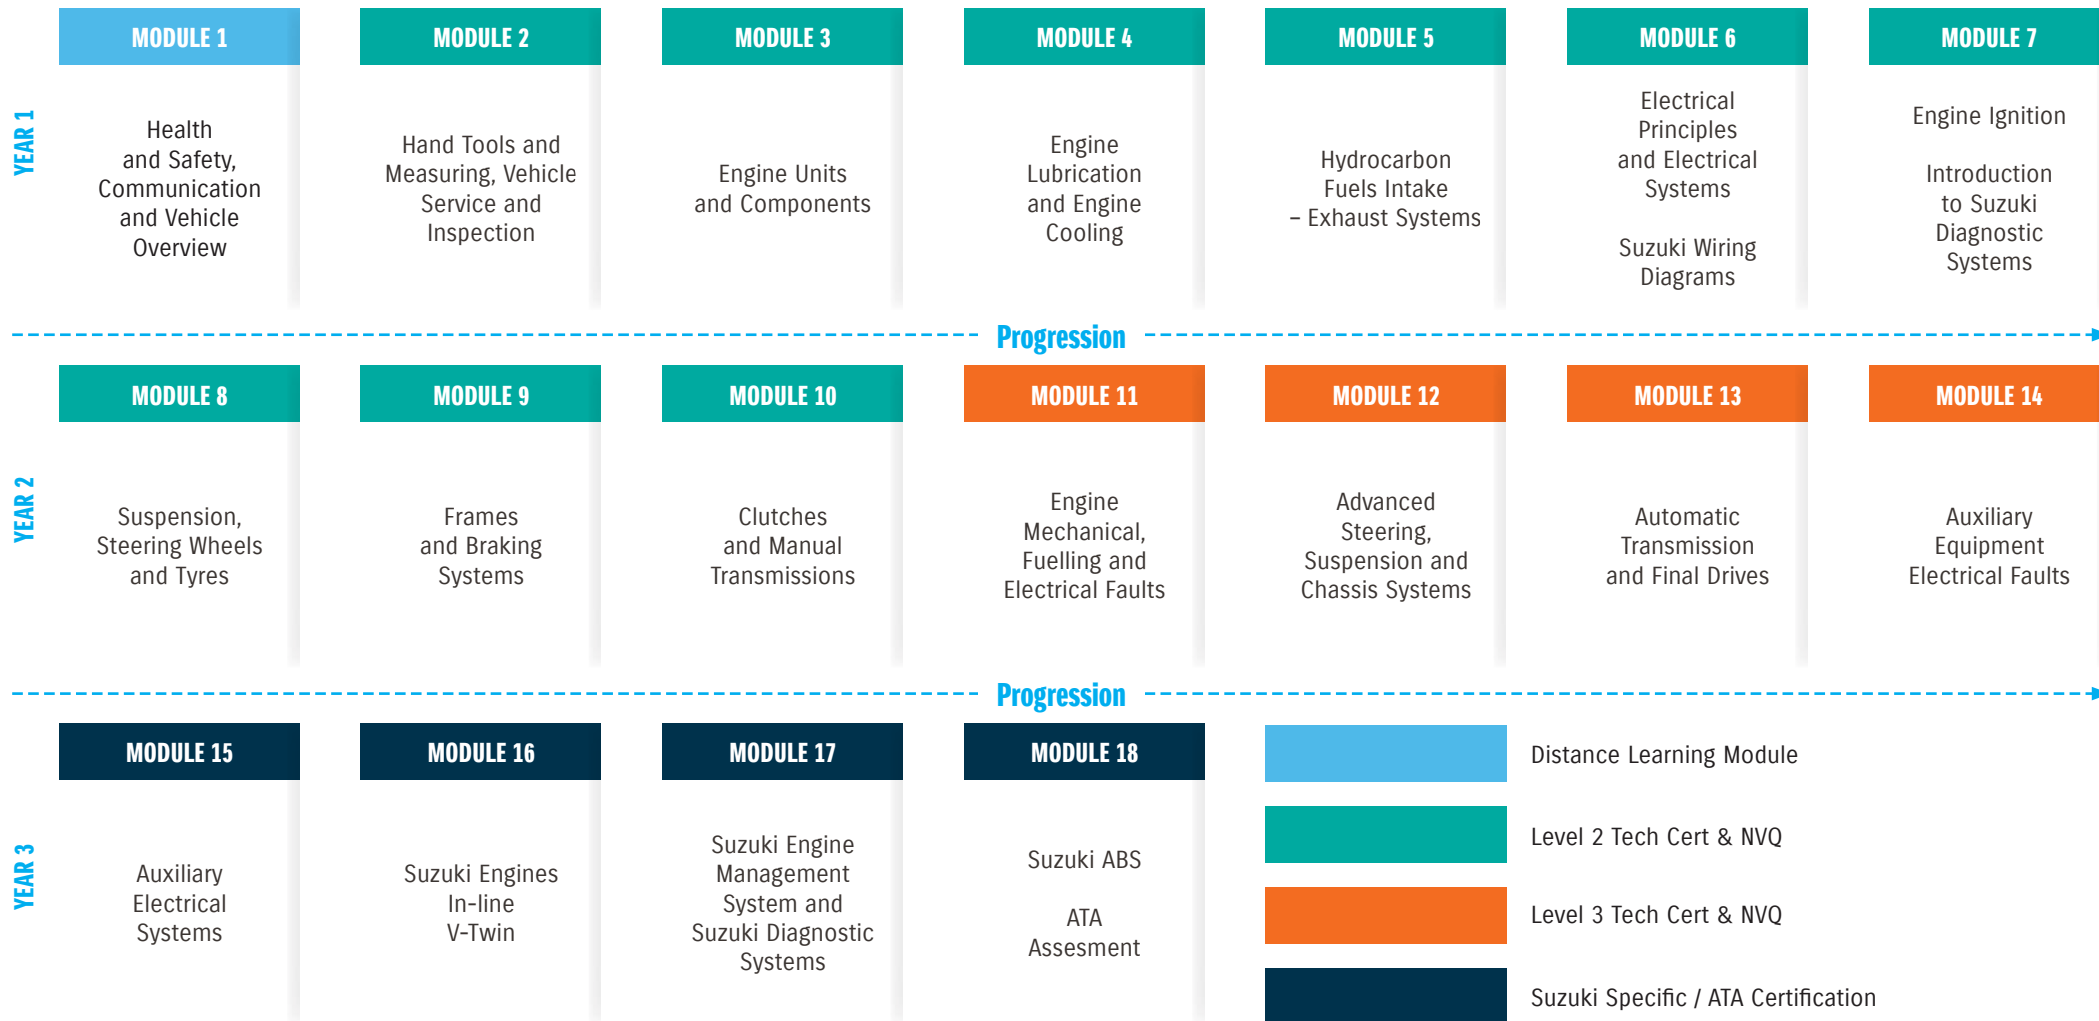 MODULE 1
MODULE 2
MODULE 3
MODULE 4
MODULE 5
MODULE 6
MODULE 7
YEAR 1
Health
and Safety,
Communication
and Vehicle
Overview
Hand Tools and
Measuring, Vehicle
Service and
Inspection
Engine Units
and Components
Engine
Lubrication
and Engine
Cooling
Hydrocarbon
Fuels Intake
– Exhaust Systems
Electrical
Principles
and Electrical
Systems
Suzuki Wiring
Diagrams
Engine Ignition
Introduction
to Suzuki
Diagnostic
Systems
Progression
MODULE 8
MODULE 9
MODULE 10
MODULE 11
MODULE 12
MODULE 13
MODULE 14
YEAR 2
Suspension,
Steering Wheels
and Tyres
Frames
and Braking
Systems
Clutches
and Manual
Transmissions
Engine
Mechanical,
Fuelling and
Electrical Faults
Advanced
Steering,
Suspension and
Chassis Systems
Automatic
Transmission
and Final Drives
Auxiliary
Equipment
Electrical Faults
Progression
MODULE 15
MODULE 16
MODULE 17
MODULE 18
YEAR 3
Auxiliary
Electrical
Systems
Suzuki Engines
In-line
V-Twin
Suzuki Engine
Management
System and
Suzuki Diagnostic
Systems
Suzuki ABS
ATA
Assesment
Distance Learning Module
Level 2 Tech Cert & NVQ
Level 3 Tech Cert & NVQ
Suzuki Specific / ATA Certification